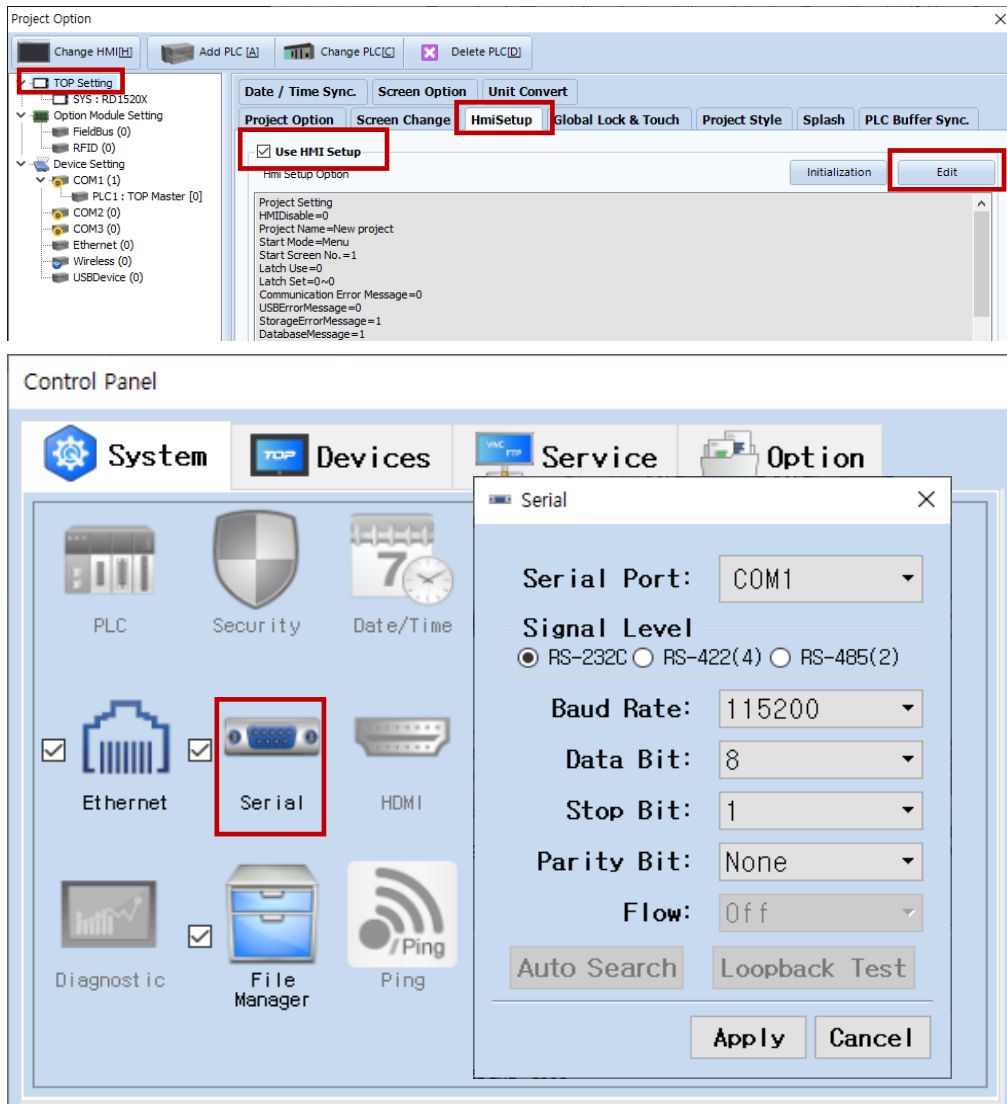 Project Option
Change HMI[H] Add PLC [A] Change PLC[C] Delete PLC[D]
TOP Setting
SYS : RD1520X
Option Module Setting
FieldBus (0)
RFID (0)
Device Setting
COM1 (1)
PLC1 : TOP Master [0]
COM2 (0)
COM3 (0)
Ethernet (0)
Wireless (0)
USBDevice (0)
Date / Time Sync. Screen Option Unit Convert
Project Option Screen Change HmiSetup Global Lock & Touch Project Style Splash PLC Buffer Sync.
Use HMI Setup
Hmi Setup Option
Initialization Edit
Project Setting
HMIDisable=0
Project Name=New project
Start Mode=Menu
Start Screen No.=1
Latch Use=0
Latch Set=0~0
Communication Error Message=0
USBErrorMessage=0
StorageErrorMessage=1
DatabaseMessage=1
Control Panel
System TOP Devices VNC FTP Service Option
PLC Security 7 Date/Time
Ethernet Serial HDMI
Diagnostic File Manager /Ping Ping
Serial
Serial Port: COM1
Signal Level
RS-232C RS-422(4) RS-485(2)
Baud Rate: 115200
Data Bit: 8
Stop Bit: 1
Parity Bit: None
Flow: Off
Auto Search Loopback Test
Apply Cancel